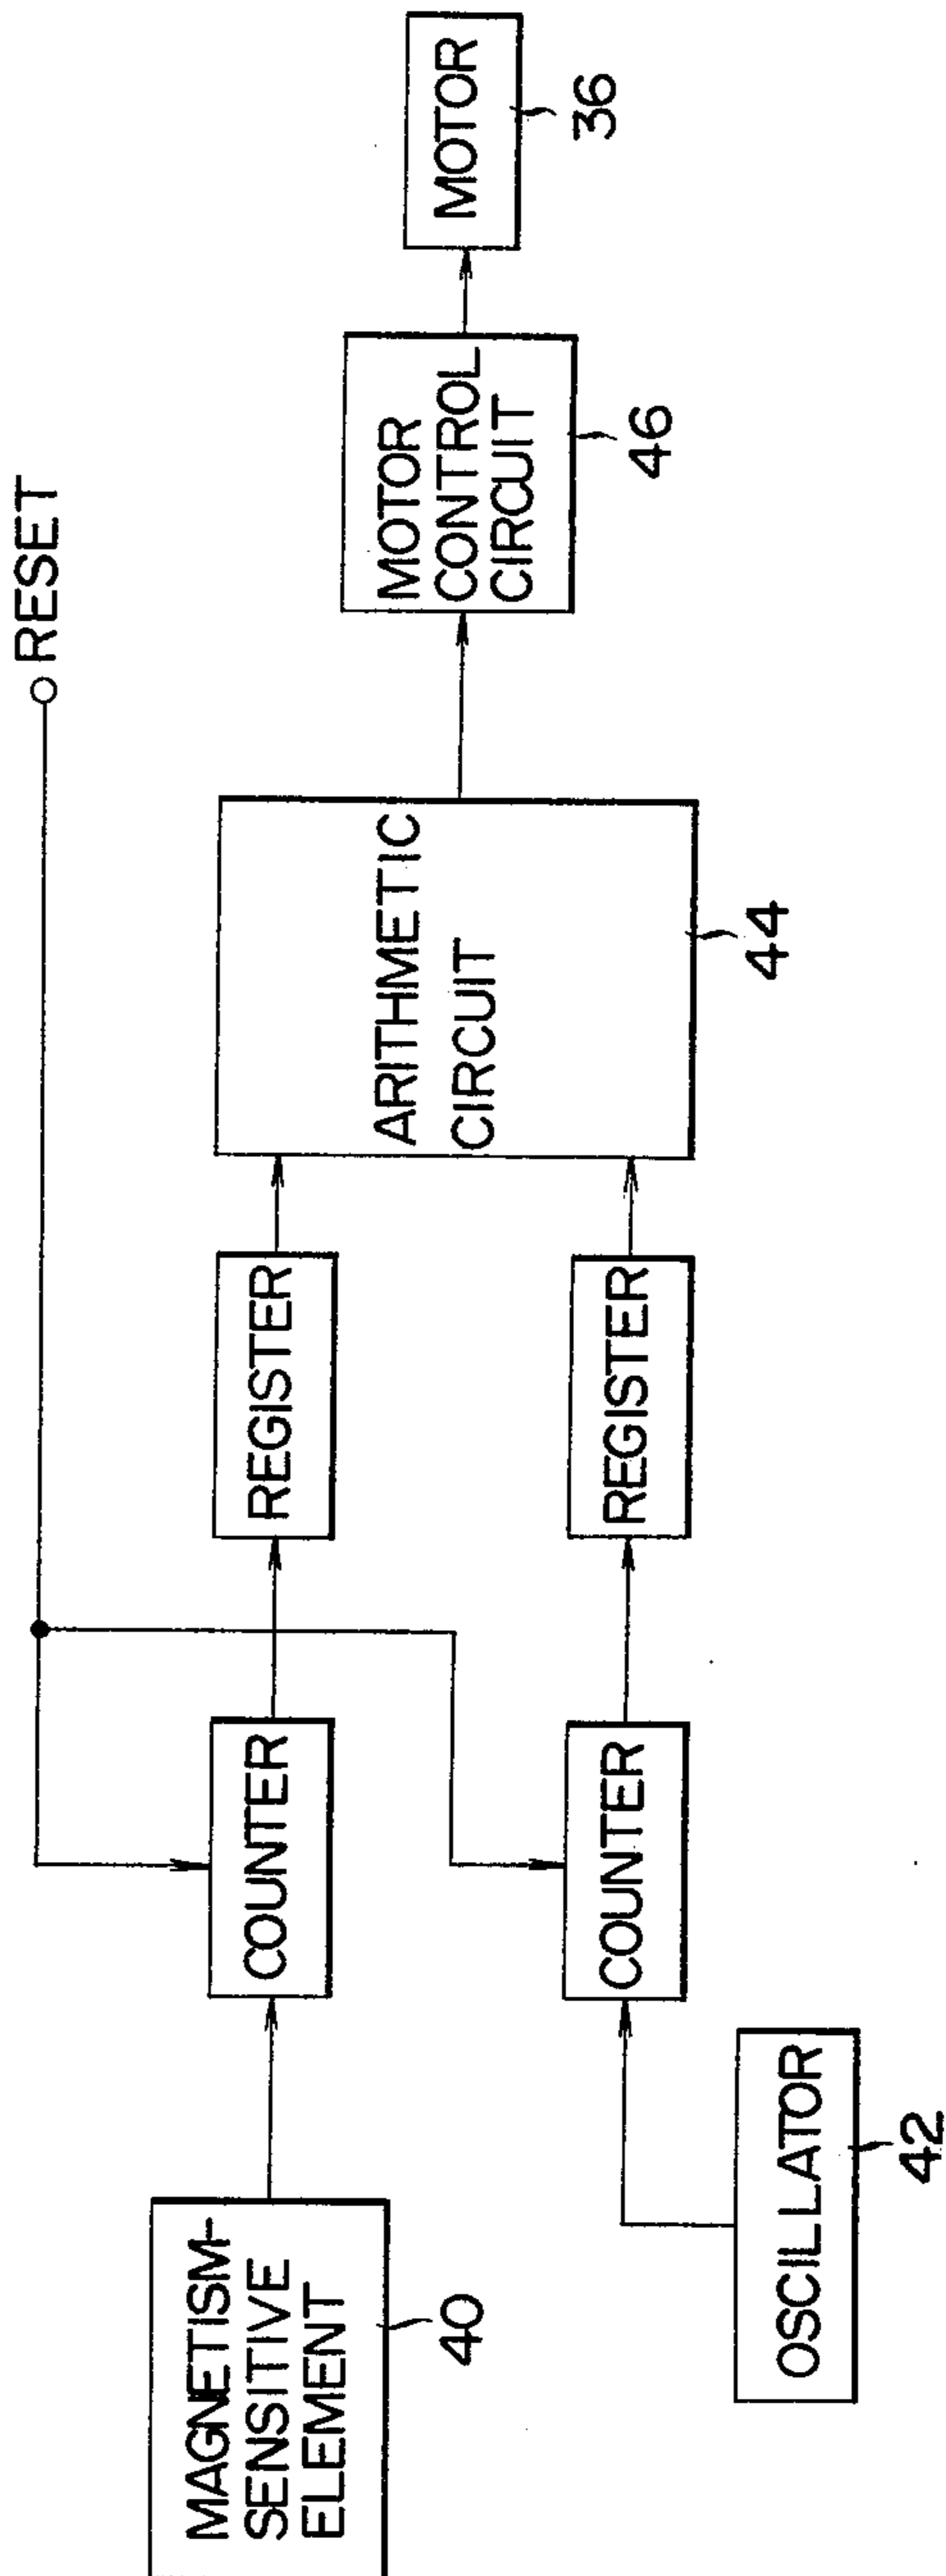 RESET
MAGNETISM-
SENSITIVE
ELEMENT
40
COUNTER
REGISTER
ARITHMETIC
CIRCUIT
44
MOTOR
CONTROL
CIRCUIT
46
MOTOR
36
OSCILLATOR
42
COUNTER
REGISTER